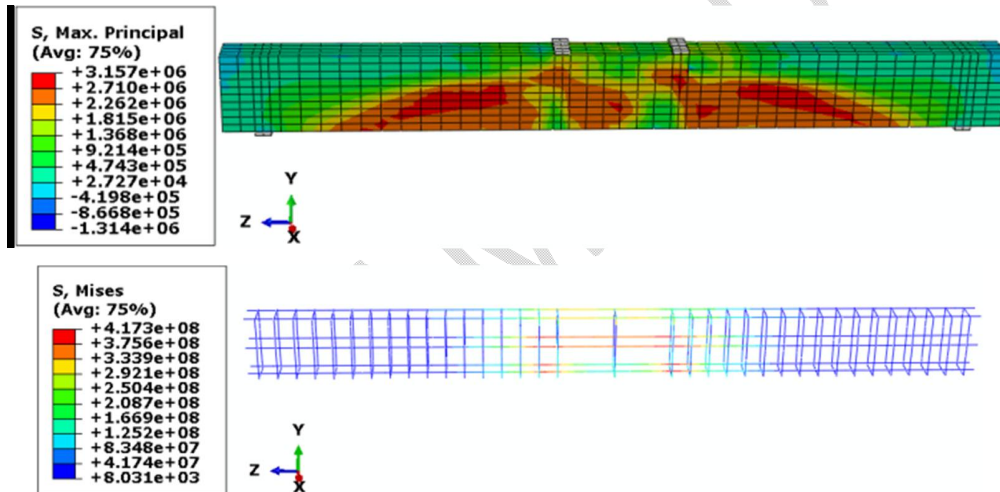 S, Max. Principal
(Avg: 75%)
+3.157e+06
+2.710e+06
+2.262e+06
+1.815e+06
+1.368e+06
+9.214e+05
+4.743e+05
+2.727e+04
-4.198e+05
-8.668e+05
-1.314e+06
Y
Z
X
S, Mises
(Avg: 75%)
+4.173e+08
+3.756e+08
+3.339e+08
+2.921e+08
+2.504e+08
+2.087e+08
+1.669e+08
+1.252e+08
+8.348e+07
+4.174e+07
+8.031e+03
Y
Z
X